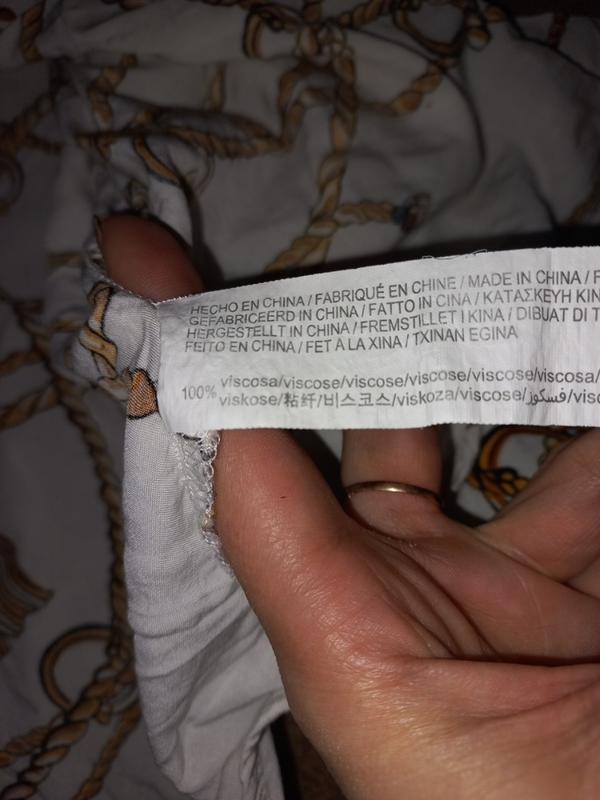 HECHO EN CHINA / FABRIQUÉ EN CHINE / MADE IN CHINA /
GEFABRICEERD IN CHINA / FATTO IN CINA / ΚΑΤΑΣΚΕΥΗ ΚΙΝ
HERGESTELLT IN CHINA / FREMSTILLET I KINA / DIBUAT DI T
FEITO EN CHINA / FET A LA XINA / TXINAN EGINA
100% viscosa/viscose/viscose/viscose/viscose/viscosa/
viskose/粘纤/비스코스/viskoza/viscose/فسكوز/visc